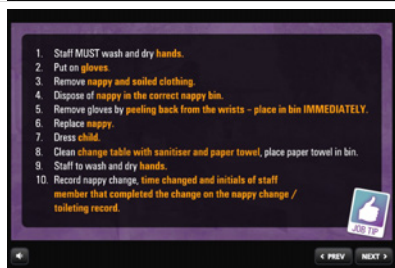 1. Staff MUST wash and dry hands.
2. Put on gloves.
3. Remove nappy and soiled clothing.
4. Dispose of nappy in the correct nappy bin.
5. Remove gloves by peeling back from the wrists – place in bin IMMEDIATELY.
6. Replace nappy.
7. Dress child.
8. Clean change table with sanitiser and paper towel, place paper towel in bin.
9. Staff to wash and dry hands.
10. Record nappy change, time changed and initials of staff
member that completed the change on the nappy change /
toileting record.
JOB TIP
< PREV NEXT >